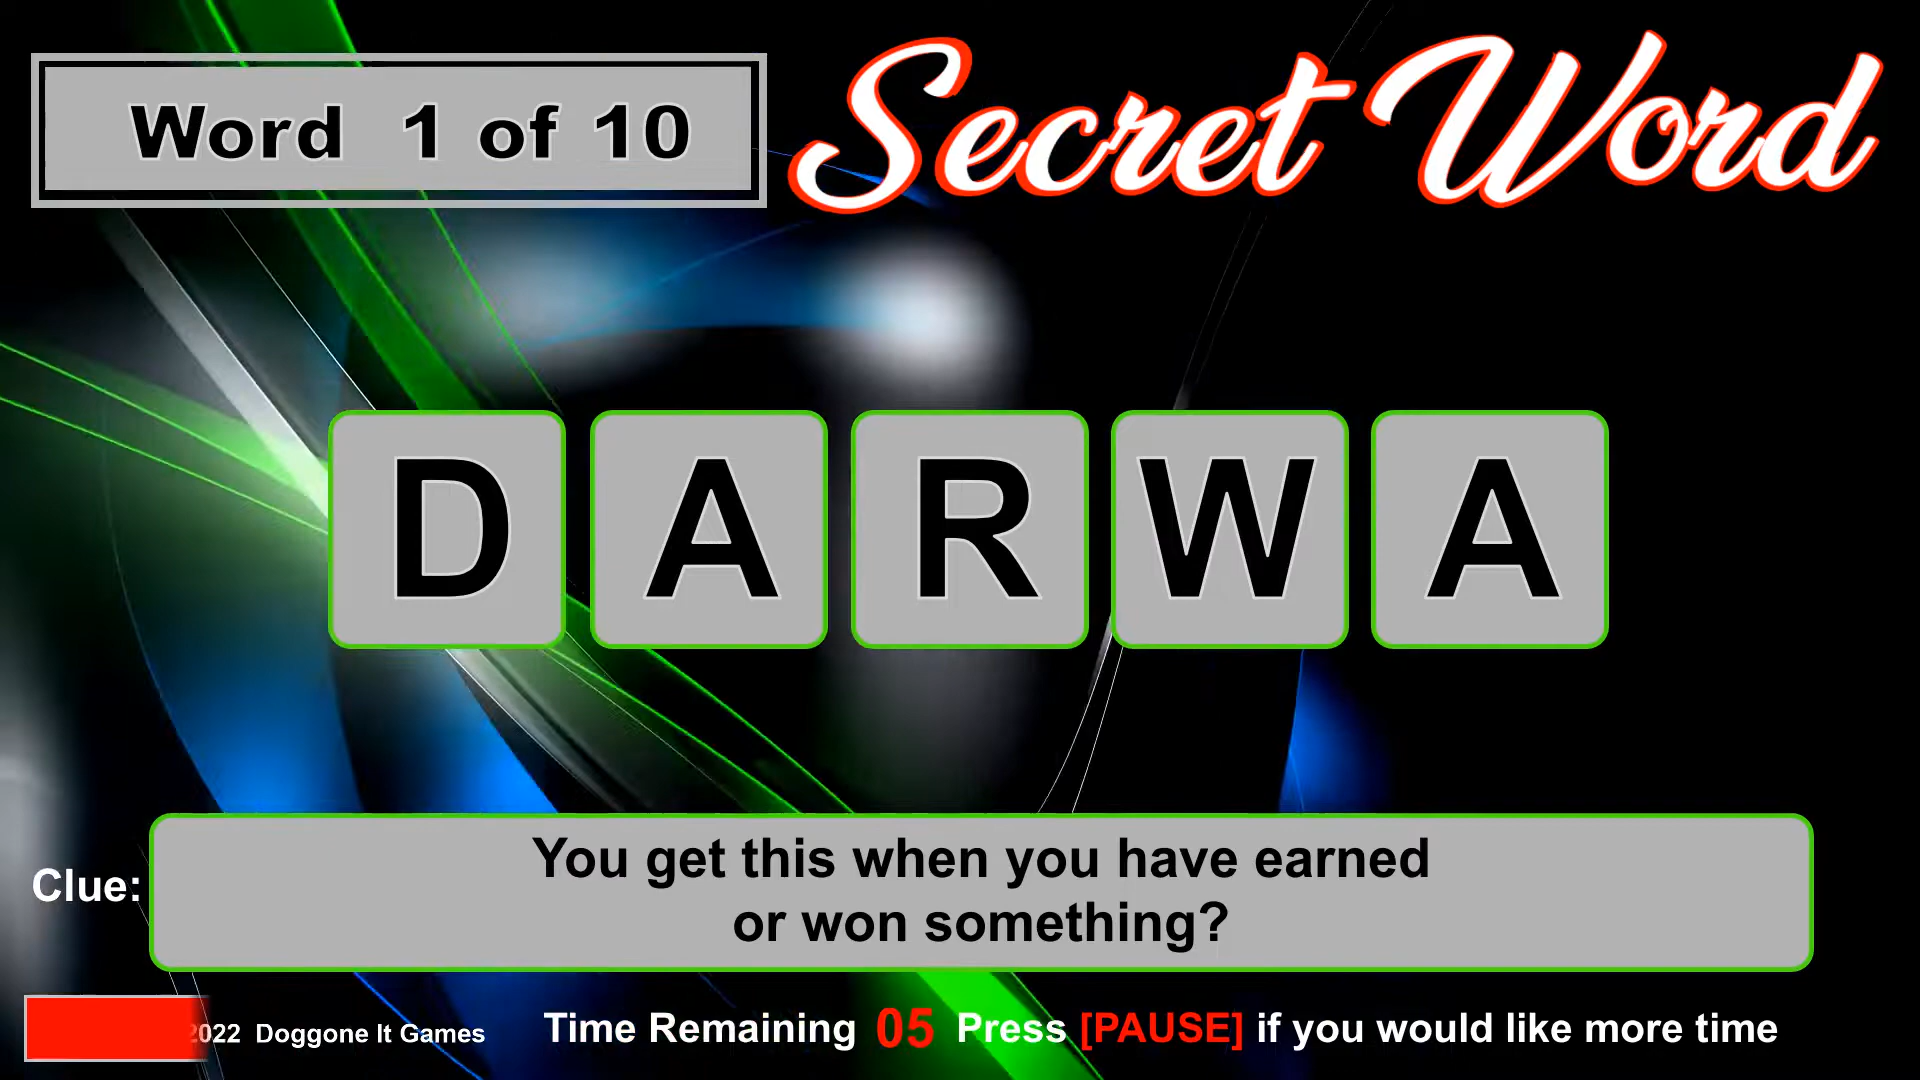 Word 1 of 10
Secret Word
D A R W A
Clue:
You get this when you have earned
or won something?
2022 Doggone It Games
Time Remaining 05 Press [PAUSE] if you would like more time